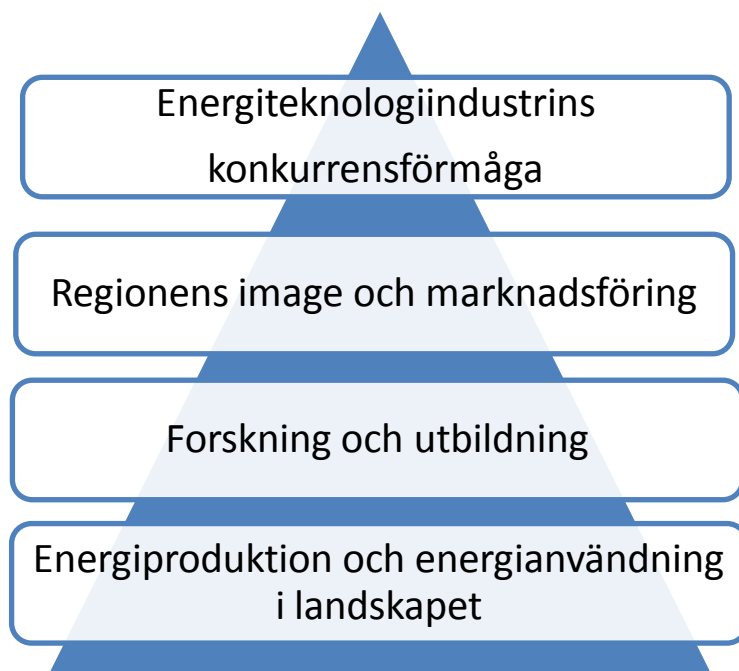 Energiteknologiindustrins
konkurrensförmåga
Regionens image och marknadsföring
Forskning och utbildning
Energiproduktion och energianvändning
i landskapet